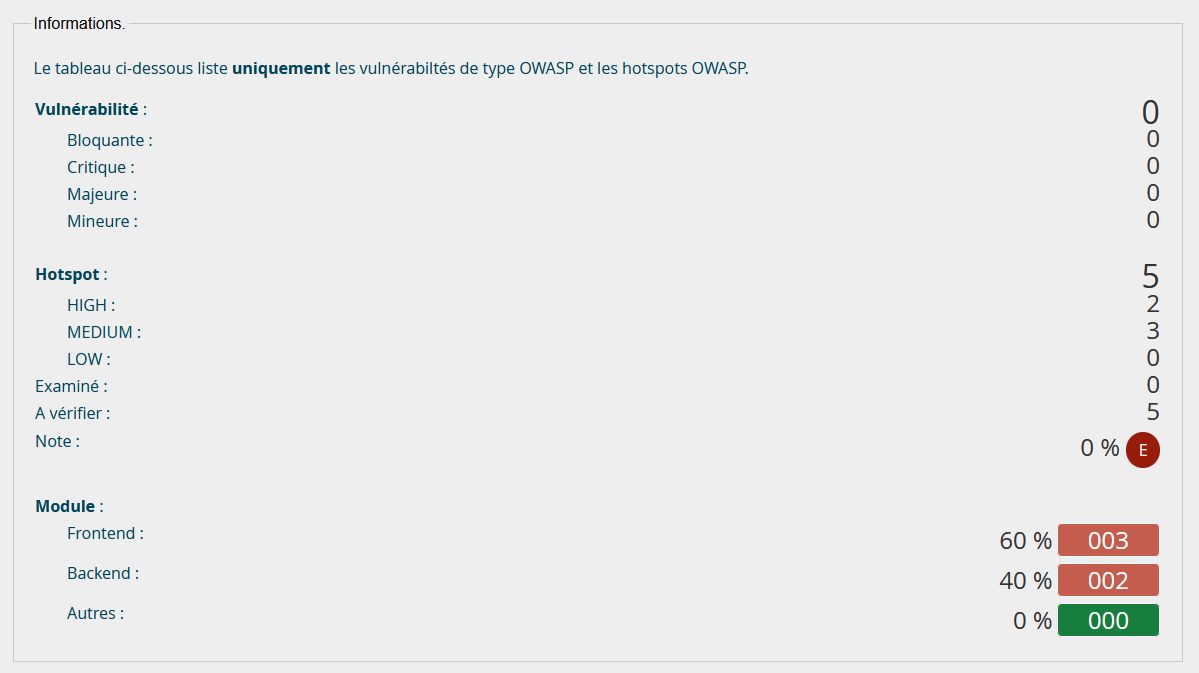 Informations.
Le tableau ci-dessous liste uniquement les vulnérabiltés de type OWASP et les hotspots OWASP.
Vulnérabilité : 0
Bloquante : 0
Critique : 0
Majeure : 0
Mineure : 0
Hotspot : 5
HIGH : 2
MEDIUM : 3
LOW : 0
Examiné : 0
A vérifier : 5
Note : 0 % E
Module :
Frontend : 60 % 003
Backend : 40 % 002
Autres : 0 % 000